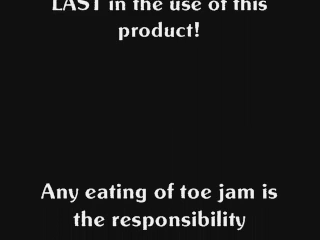 LAST in the use of this
product!
Any eating of toe jam is
the responsibility